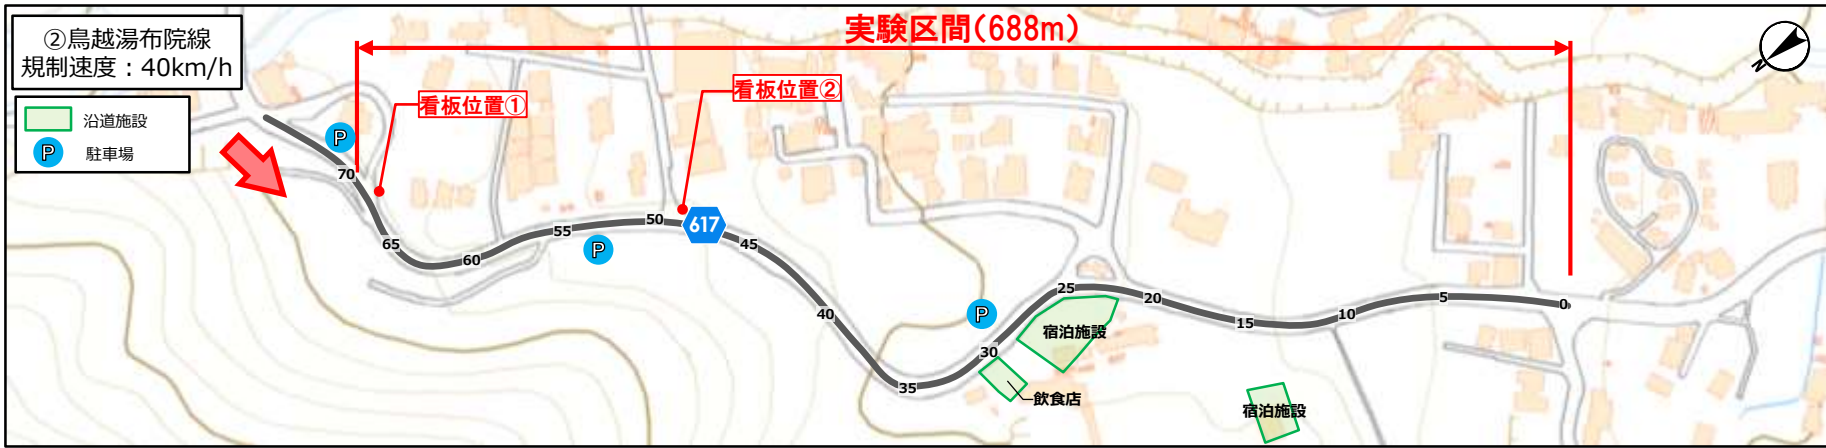 ②鳥越湯布院線
規制速度：40km/h
沿道施設
P
駐車場
実験区間(688m)
N
看板位置①
看板位置②
P
70
65
60
55
P
50
617
45
40
35
P
30
25
宿泊施設
飲食店
20
15
10
5
0
宿泊施設